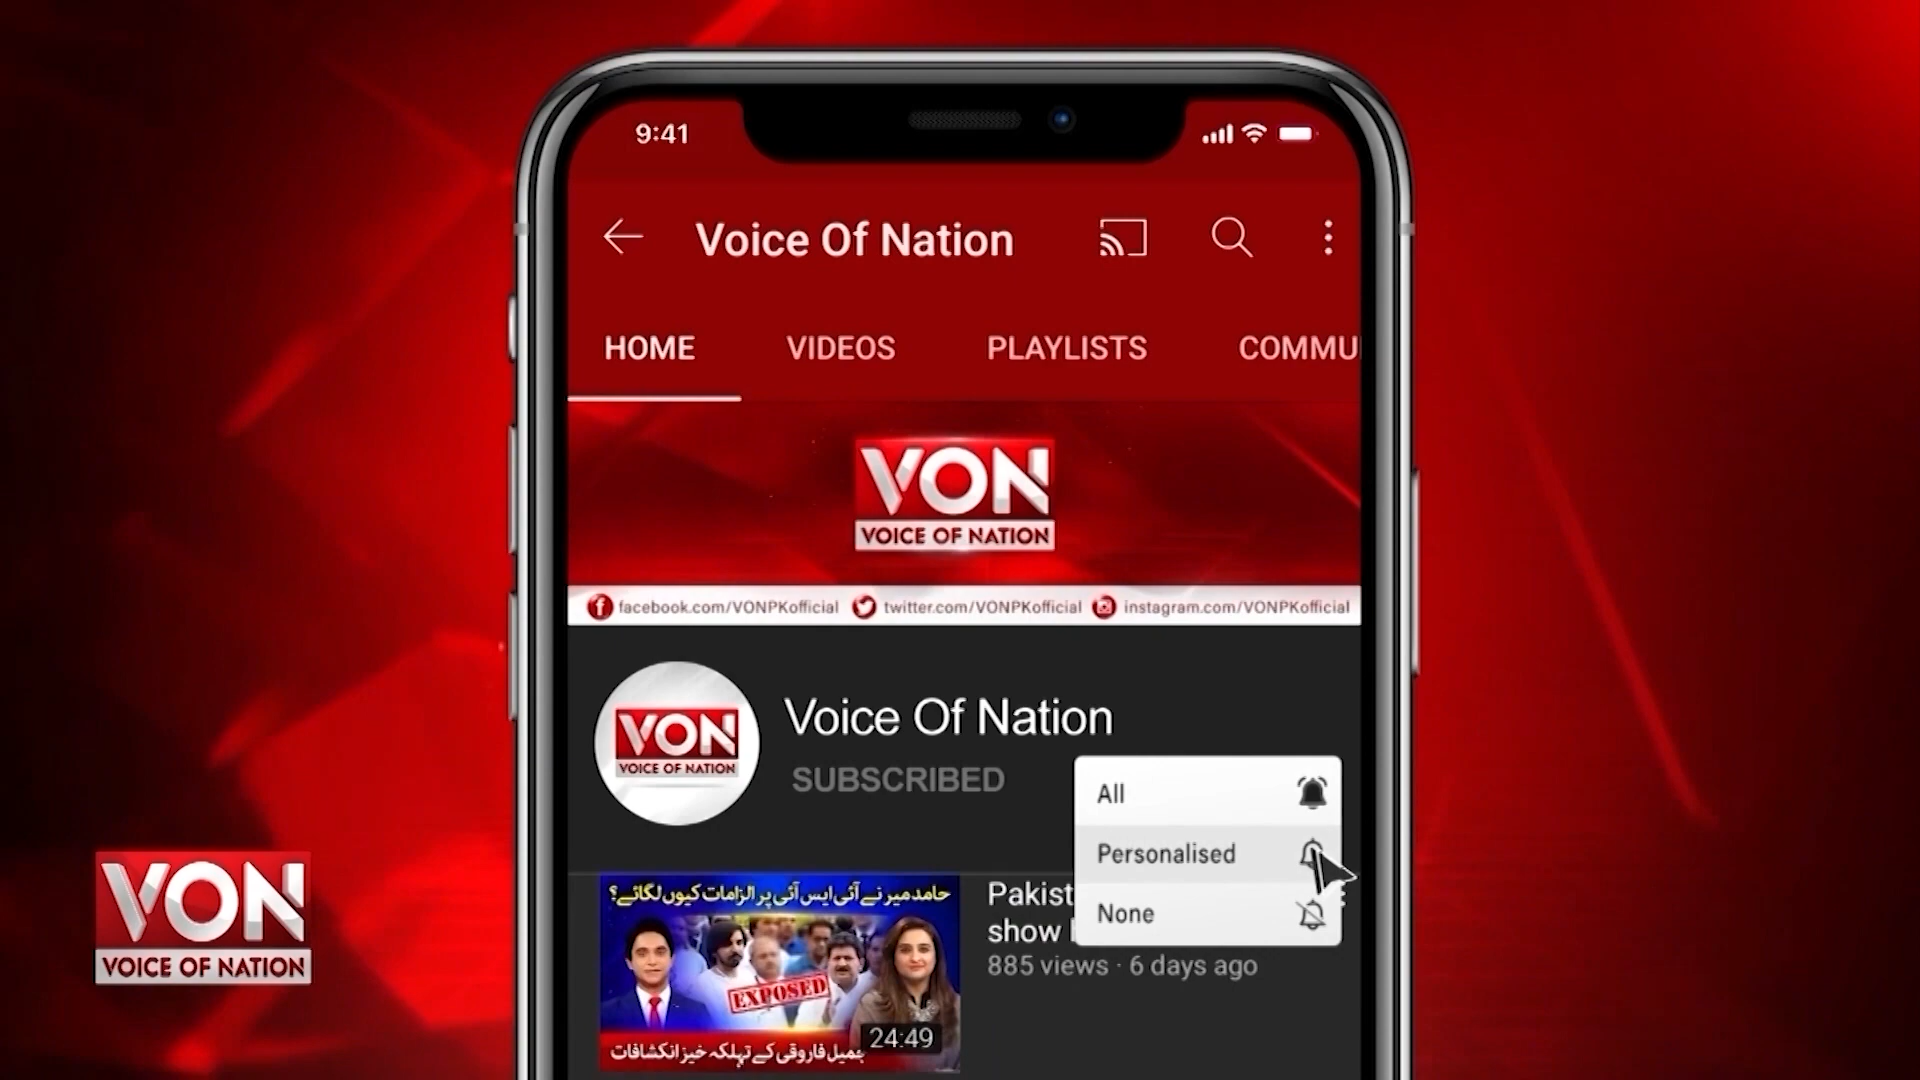 9:41
Voice Of Nation
HOME VIDEOS PLAYLISTS COMMU
VON
VOICE OF NATION
facebook.com/VONPKofficial twitter.com/VONPKofficial instagram.com/VONPKofficial
VON
VOICE OF NATION
Voice Of Nation
SUBSCRIBED
All
Personalised
None
حامد میر نے آئی ایس آئی پر الزامات کیوں لگائے؟
EXPOSED
24:49
جمیل فاروقی کے تہلکہ خیز انکشافات
Pakist
show
885 views · 6 days ago
VON
VOICE OF NATION